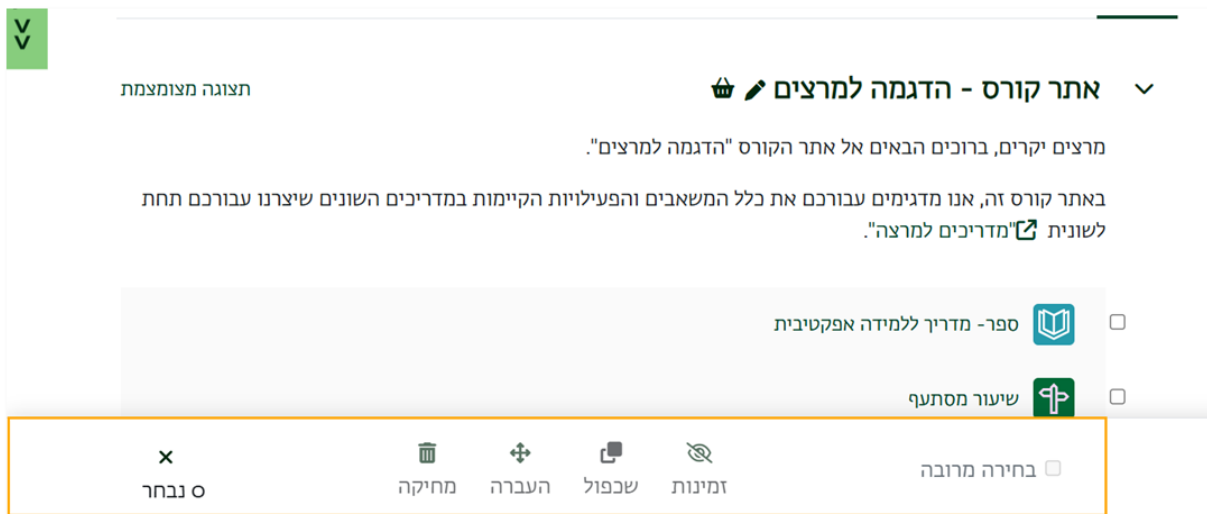 אתר קורס - הדגמה למרצים
תצוגה מצומצמת
מרצים יקרים, ברוכים הבאים אל אתר הקורס "הדגמה למרצים".
באתר קורס זה, אנו מדגימים עבורכם את כלל המשאבים והפעילויות הקיימות במדריכים השונים שיצרנו עבורכם תחת
לשונית "מדריכים למרצה".
ספר- מדריך ללמידה אפקטיבית
שיעור מסתעף
בחירה מרובה
זמינות
שכפול
העברה
מחיקה
0 נבחר